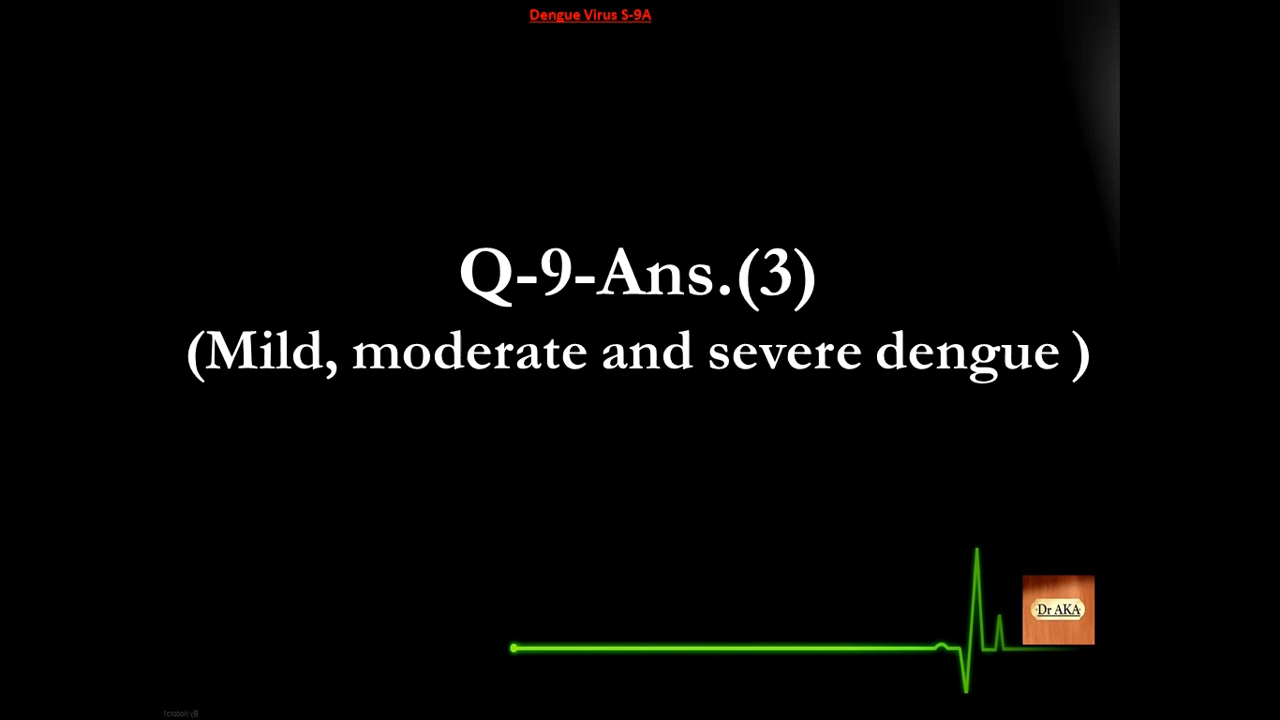 Dengue Virus S-9A
Q-9-Ans.(3)
(Mild, moderate and severe dengue )
Dr AKA